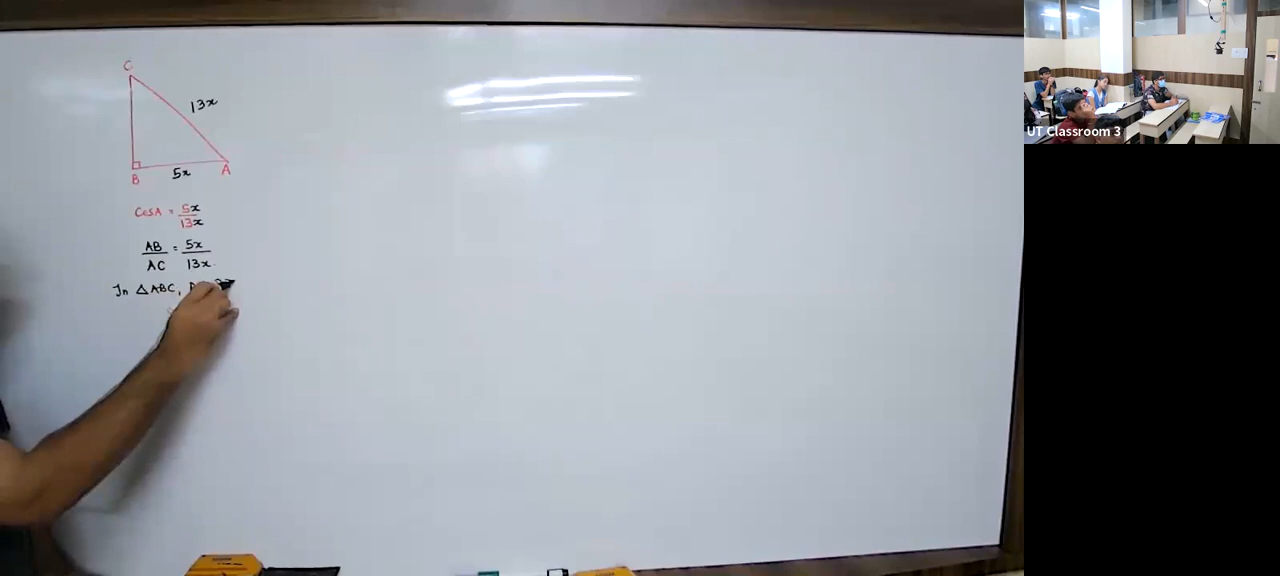 C
13x
B
5x
A
CosA = 5x/13x
AB/AC = 5x/13x
In △ABC,
UT Classroom 3